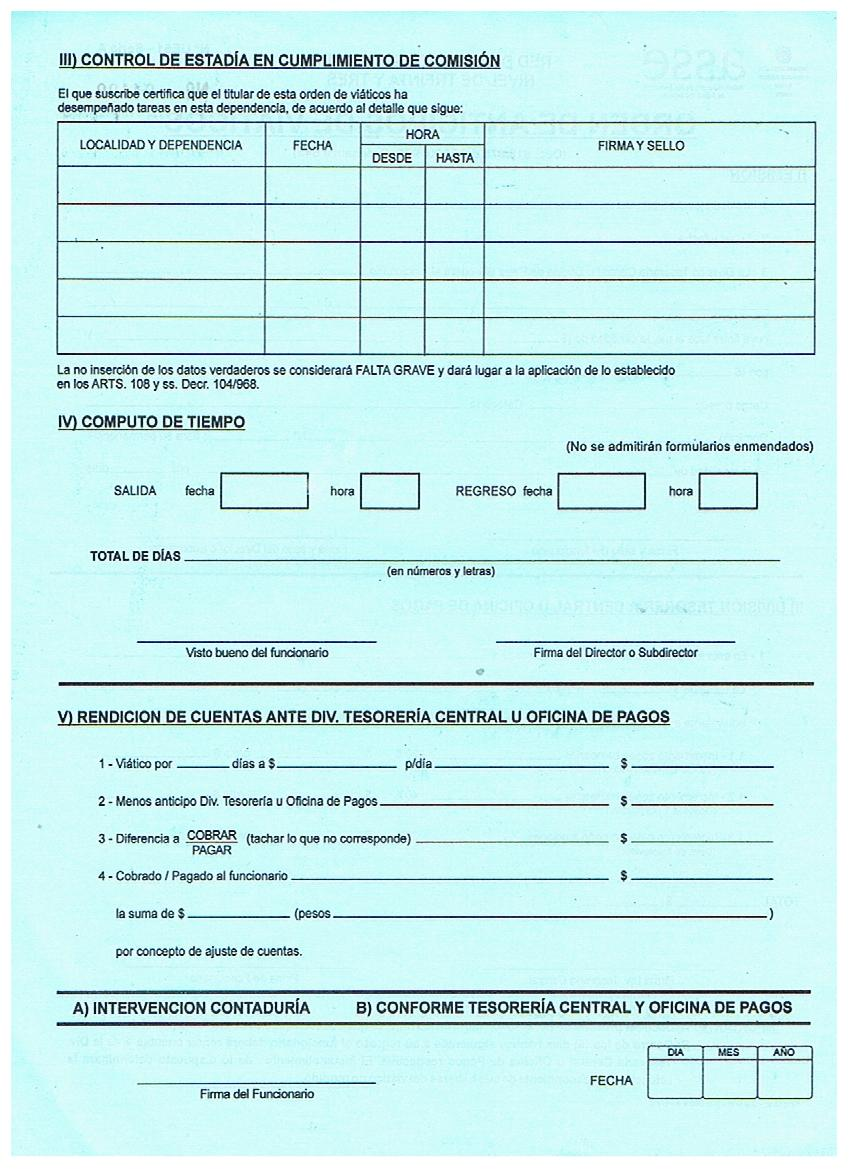 III) CONTROL DE ESTADÍA EN CUMPLIMIENTO DE COMISIÓN
El que suscribe certifica que el titular de esta orden de viáticos ha
desempeñado tareas en esta dependencia, de acuerdo al detalle que sigue:
LOCALIDAD Y DEPENDENCIA FECHA HORA FIRMA Y SELLO
DESDE HASTA
La no inserción de los datos verdaderos se considerará FALTA GRAVE y dará lugar a la aplicación de lo establecido
en los ARTS. 108 y ss. Decr. 104/968.
IV) COMPUTO DE TIEMPO
(No se admitirán formularios enmendados)
SALIDA fecha hora REGRESO fecha hora
TOTAL DE DÍAS
(en números y letras)
Visto bueno del funcionario Firma del Director o Subdirector
V) RENDICION DE CUENTAS ANTE DIV. TESORERÍA CENTRAL U OFICINA DE PAGOS
1 - Viático por días a $ p/día $
2 - Menos anticipo Div. Tesorería u Oficina de Pagos $
3 - Diferencia a COBRAR (tachar lo que no corresponde) $
PAGAR
4 - Cobrado / Pagado al funcionario $
la suma de $ (pesos )
por concepto de ajuste de cuentas.
A) INTERVENCION CONTADURÍA B) CONFORME TESORERÍA CENTRAL Y OFICINA DE PAGOS
DIA MES AÑO
FECHA
Firma del Funcionario